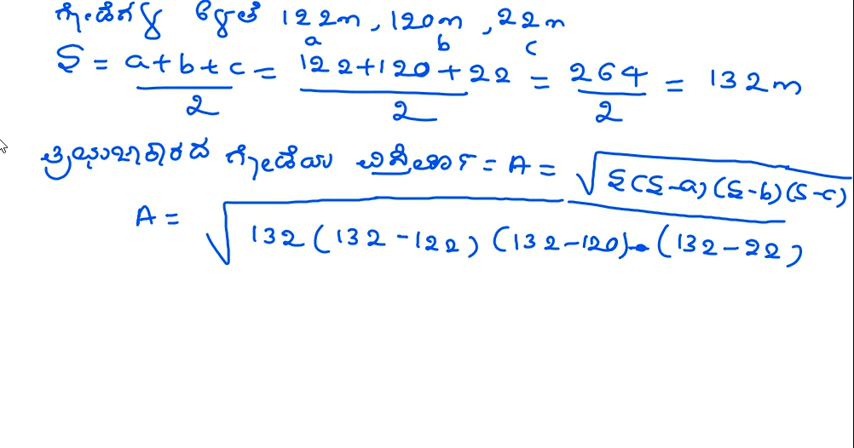 ಗೋಡೆಗಳ 122m, 120m, 22m
a b c
S = a+b+c/2 = 122+120+22/2 = 264/2 = 132m
ತ್ರಿಭುಜಾಕಾರದ ಗೋಡೆಯ ವಿಸ್ತೀರ್ಣ = A = √S(S-a)(S-b)(S-c)
A = √132(132-122)(132-120)(132-22)